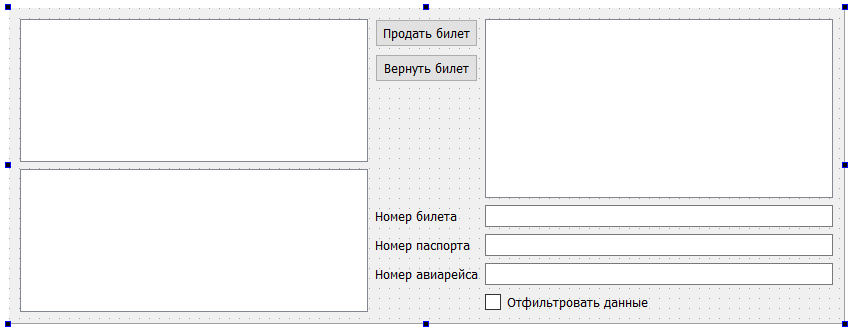 Продать билет
Вернуть билет
Номер билета
Номер паспорта
Номер авиарейса
Отфильтровать данные